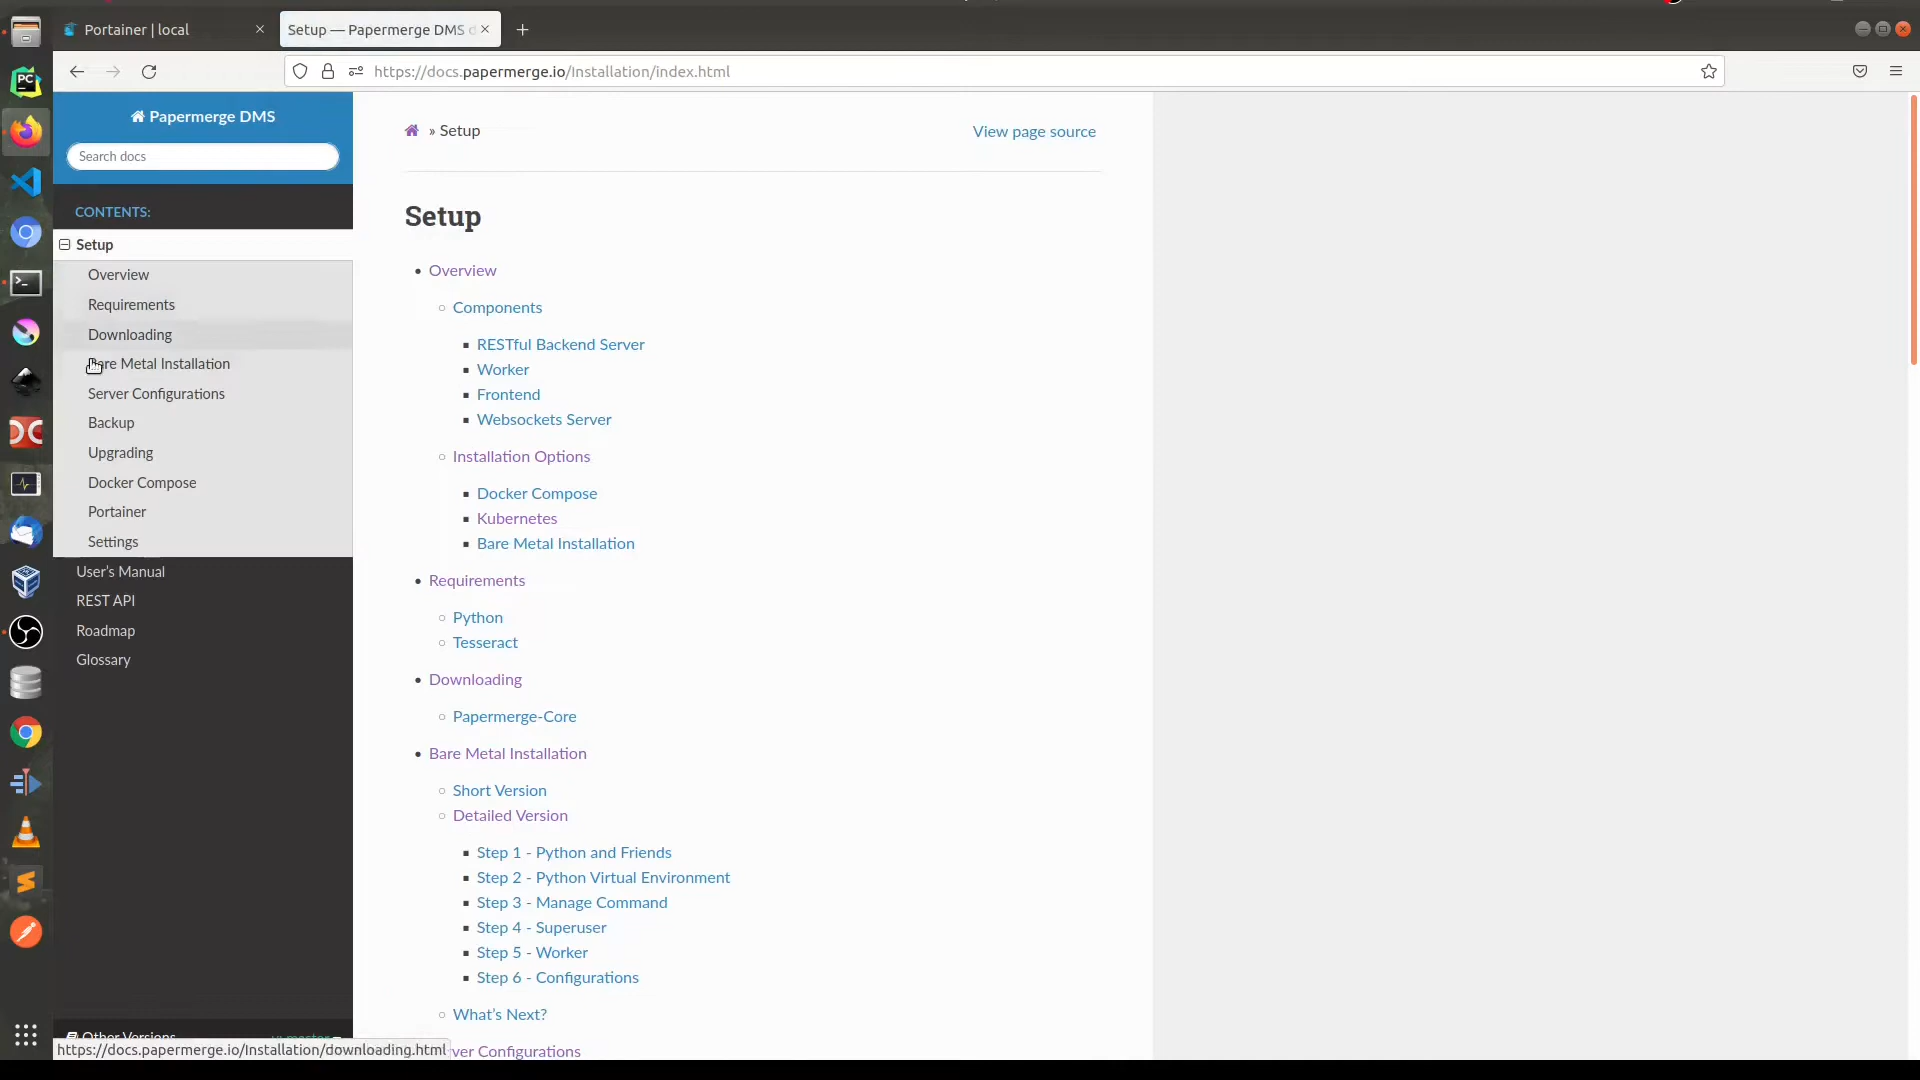 Portainer | local
Setup — Papermerge DMS d
https://docs.papermerge.io/Installation/index.html
Papermerge DMS
Search docs
CONTENTS:
Setup
Overview
Requirements
Downloading
Bare Metal Installation
Server Configurations
Backup
Upgrading
Docker Compose
Portainer
Settings
User's Manual
REST API
Roadmap
Glossary
Other Versions
https://docs.papermerge.io/Installation/downloading.html
» Setup
View page source
Setup
Overview
Components
RESTful Backend Server
Worker
Frontend
Websockets Server
Installation Options
Docker Compose
Kubernetes
Bare Metal Installation
Requirements
Python
Tesseract
Downloading
Papermerge-Core
Bare Metal Installation
Short Version
Detailed Version
Step 1 - Python and Friends
Step 2 - Python Virtual Environment
Step 3 - Manage Command
Step 4 - Superuser
Step 5 - Worker
Step 6 - Configurations
What's Next?
ver Configurations